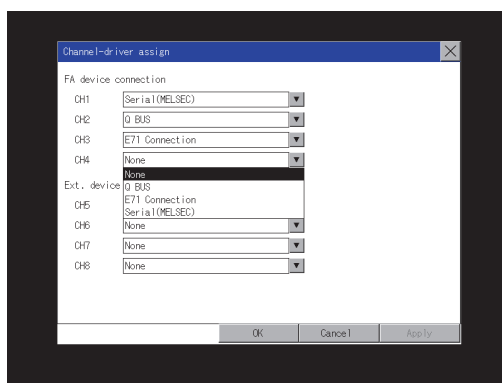 Channel-driver assign
FA device connection
CH1 Serial(MELSEC)
CH2 Q BUS
CH3 E71 Connection
CH4 None
None
Ext. device Q BUS
E71 Connection
CH5
Serial(MELSEC)
CH6 None
CH7 None
CH8 None
OK Cancel Apply